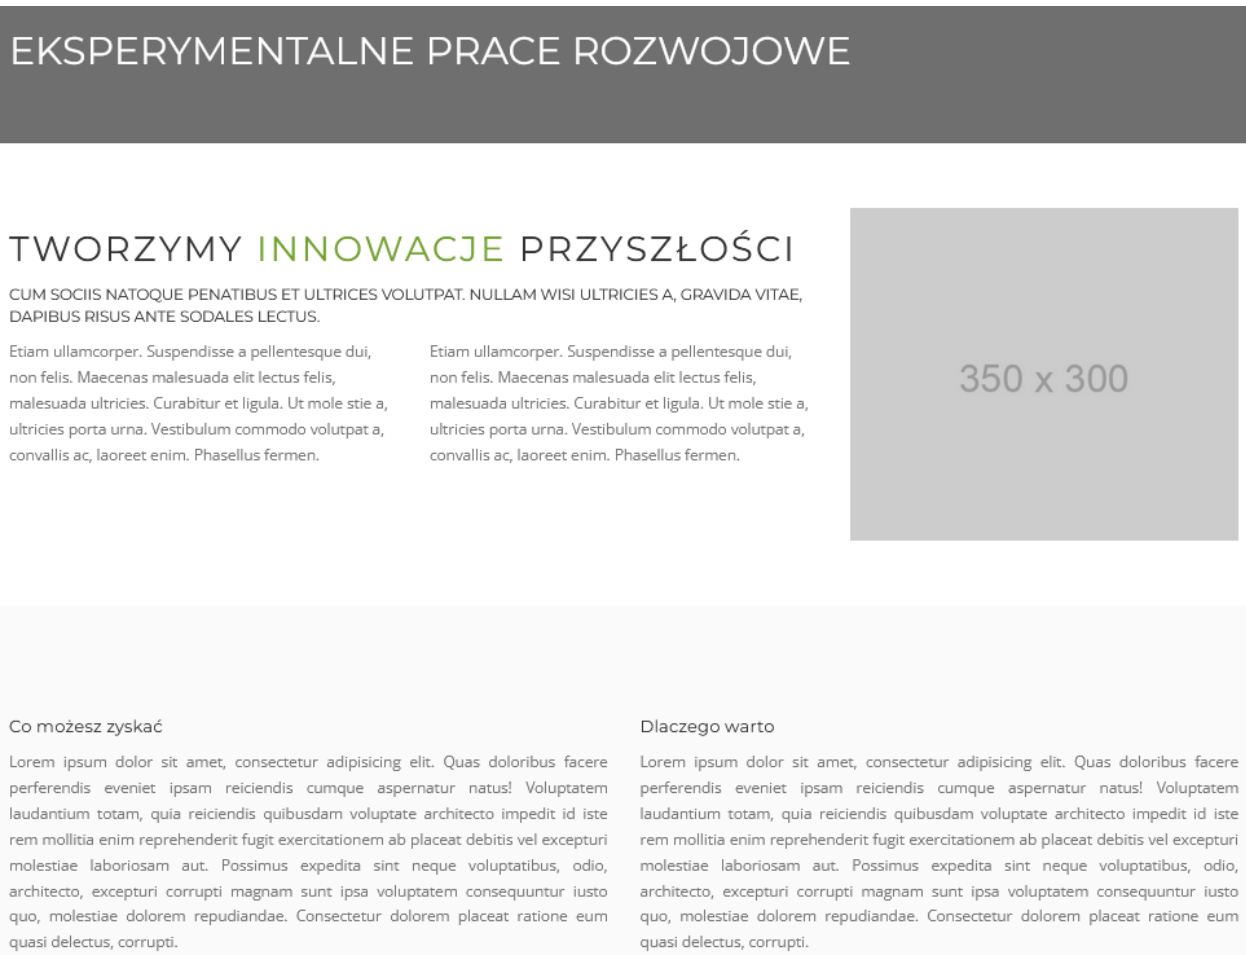 EKSPERYMENTALNE PRACE ROZWOJOWE
TWORZYMY INNOWACJE PRZYSZŁOŚCI
CUM SOCIIS NATOQUE PENATIBUS ET ULTRICES VOLUTPAT. NULLAM WISI ULTRICIES A, GRAVIDA VITAE,
DAPIBUS RISUS ANTE SODALES LECTUS.
Etiam ullamcorper. Suspendisse a pellentesque dui,
non felis. Maecenas malesuada elit lectus felis,
malesuada ultricies. Curabitur et ligula. Ut mole stie a,
ultricies porta urna. Vestibulum commodo volutpat a,
convallis ac, laoreet enim. Phasellus fermen.
Etiam ullamcorper. Suspendisse a pellentesque dui,
non felis. Maecenas malesuada elit lectus felis,
malesuada ultricies. Curabitur et ligula. Ut mole stie a,
ultricies porta urna. Vestibulum commodo volutpat a,
convallis ac, laoreet enim. Phasellus fermen.
350 x 300
Co możesz zyskać
Lorem ipsum dolor sit amet, consectetur adipisicing elit. Quas doloribus facere
perferendis eveniet ipsam reiciendis cumque aspernatur natus! Voluptatem
laudantium totam, quia reiciendis quibusdam voluptate architecto impedit id iste
rem mollitia enim reprehenderit fugit exercitationem ab placeat debitis vel excepturi
molestiae laboriosam aut. Possimus expedita sint neque voluptatibus, odio,
architecto, excepturi corrupti magnam sunt ipsa voluptatem consequuntur iusto
quo, molestiae dolorem repudiandae. Consectetur dolorem placeat ratione eum
quasi delectus, corrupti.
Dlaczego warto
Lorem ipsum dolor sit amet, consectetur adipisicing elit. Quas doloribus facere
perferendis eveniet ipsam reiciendis cumque aspernatur natus! Voluptatem
laudantium totam, quia reiciendis quibusdam voluptate architecto impedit id iste
rem mollitia enim reprehenderit fugit exercitationem ab placeat debitis vel excepturi
molestiae laboriosam aut. Possimus expedita sint neque voluptatibus, odio,
architecto, excepturi corrupti magnam sunt ipsa voluptatem consequuntur iusto
quo, molestiae dolorem repudiandae. Consectetur dolorem placeat ratione eum
quasi delectus, corrupti.